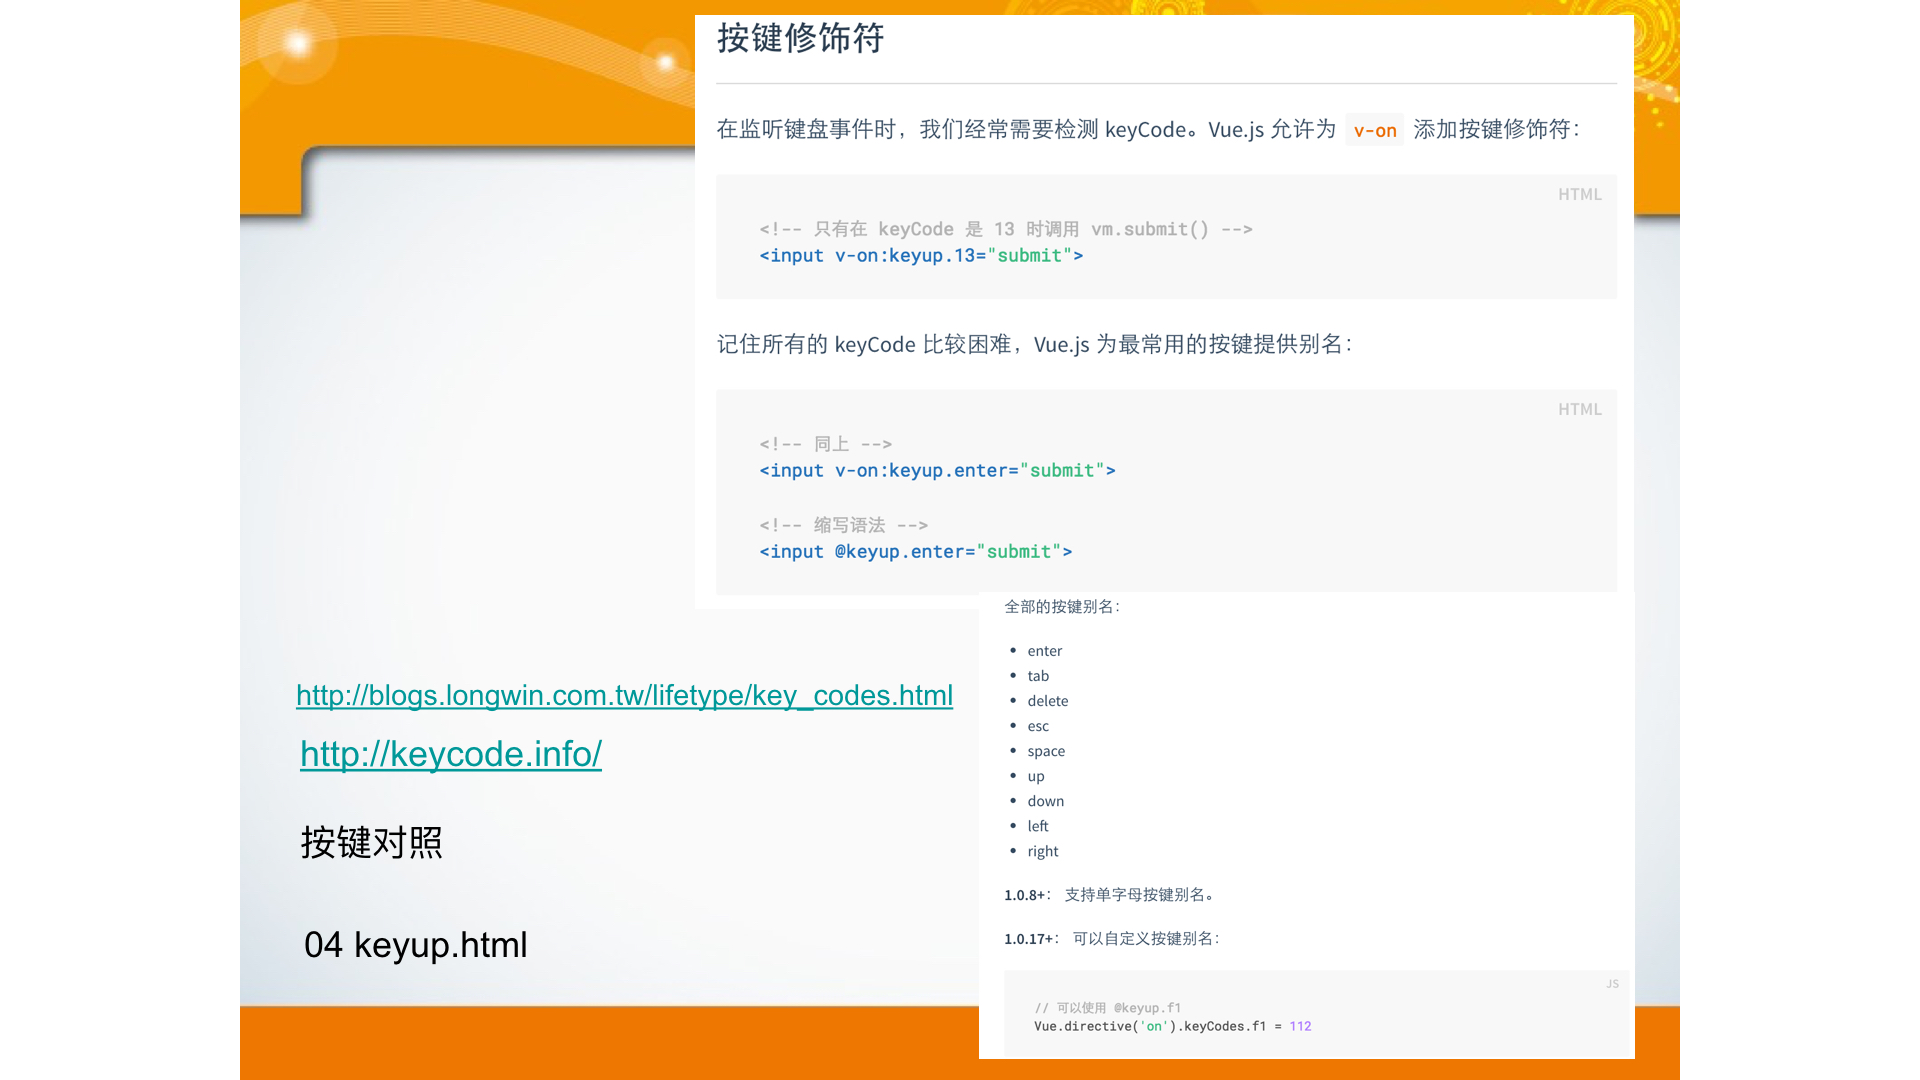 按键修饰符
在监听键盘事件时，我们经常需要检测 keyCode。Vue.js 允许为 v-on 添加按键修饰符：
HTML
<!-- 只有在 keyCode 是 13 时调用 vm.submit() -->
<input v-on:keyup.13="submit">
记住所有的 keyCode 比较困难，Vue.js 为最常用的按键提供别名：
HTML
<!-- 同上 -->
<input v-on:keyup.enter="submit">
<!-- 缩写语法 -->
<input @keyup.enter="submit">
全部的按键别名：
• enter
• tab
• delete
• esc
• space
• up
• down
• left
• right
1.0.8+： 支持单字母按键别名。
1.0.17+： 可以自定义按键别名：
JS
// 可以使用 @keyup.f1
Vue.directive('on').keyCodes.f1 = 112
http://blogs.longwin.com.tw/lifetype/key_codes.html
http://keycode.info/
按键对照
04 keyup.html